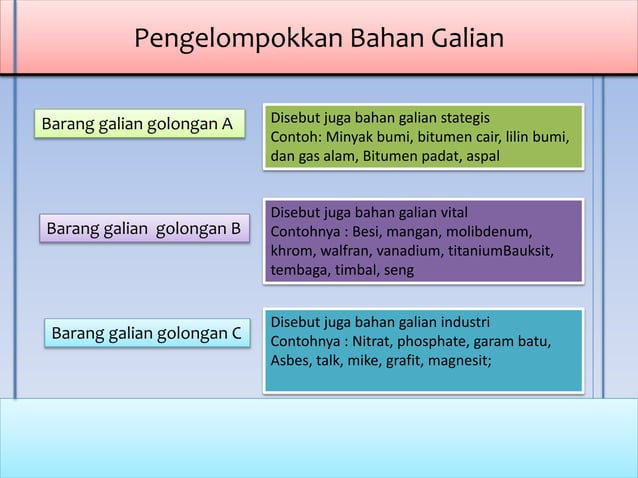 Pengelompokkan Bahan Galian
Barang galian golongan A
Disebut juga bahan galian stategis
Contoh: Minyak bumi, bitumen cair, lilin bumi,
dan gas alam, Bitumen padat, aspal
Barang galian  golongan B
Disebut juga bahan galian vital
Contohnya : Besi, mangan, molibdenum,
khrom, walfran, vanadium, titaniumBauksit,
tembaga, timbal, seng
Barang galian golongan C
Disebut juga bahan galian industri
Contohnya : Nitrat, phosphate, garam batu,
Asbes, talk, mike, grafit, magnesit;